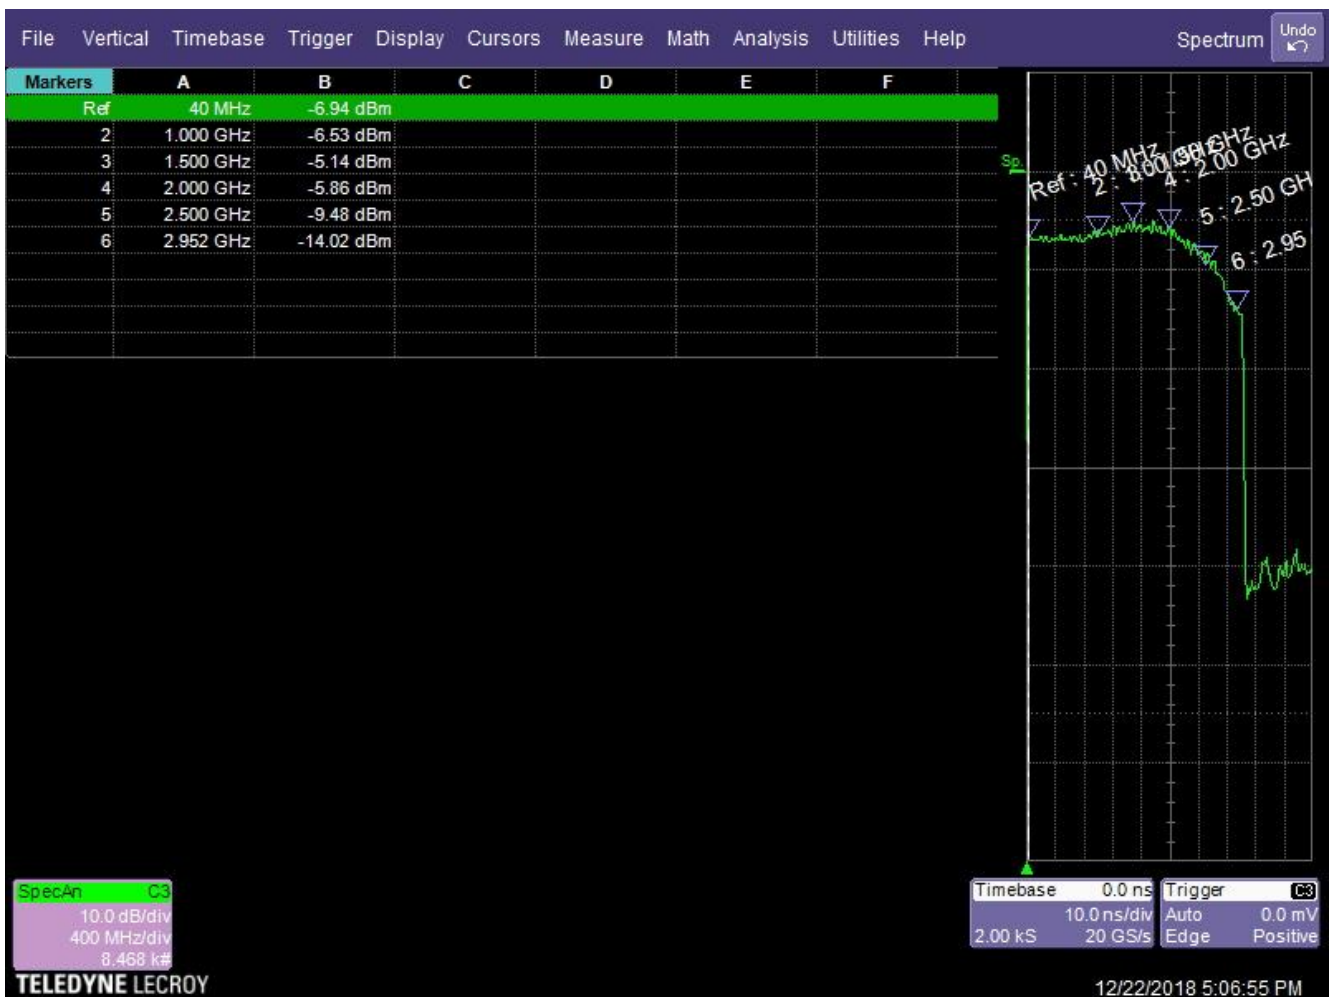 File Vertical Timebase Trigger Display Cursors Measure Math Analysis Utilities Help Spectrum Undo
Markers A B C D E F
Ref 40 MHz -6.94 dBm
2 1.000 GHz -6.53 dBm
3 1.500 GHz -5.14 dBm
4 2.000 GHz -5.86 dBm
5 2.500 GHz -9.48 dBm
6 2.952 GHz -14.02 dBm
Sp.
Ref : 40 MHz
4 : 2.00 GHz
5 : 2.50 GH
6 : 2.95
SpecAn C3
10.0 dB/div
400 MHz/div
8.468 k#
Timebase 0.0 ns
10.0 ns/div
2.00 kS 20 GS/s
Trigger C3
Auto 0.0 mV
Edge Positive
TELEDYNE LECROY
12/22/2018 5:06:55 PM